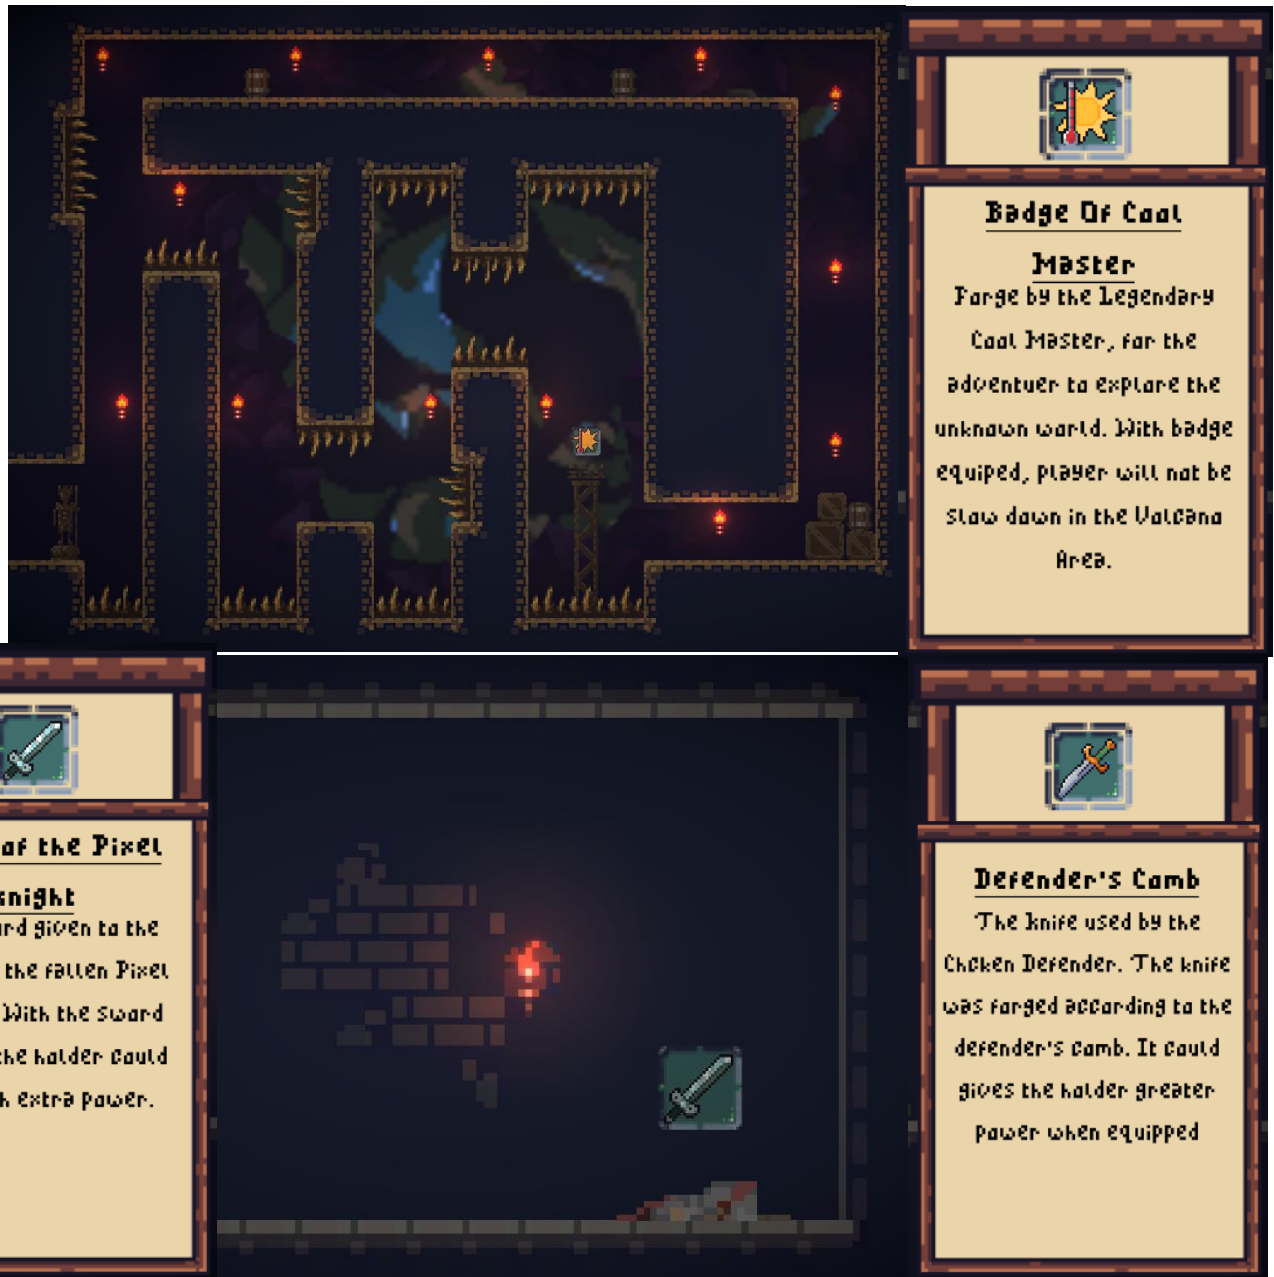 Badge Of Cool
Master
Forge by the Legendary
Cool Master, for the
adventuer to explore the
unknown world. With badge
equiped, player will not be
slow down in the Volcano
Area.
of the Pixel
knight
rd given to the
the fallen Pixel
With the sword
the holder could
h extra power.
Defender's Comb
The knife used by the
Chcken Defender. The knife
was forged according to the
defender's comb. It could
gives the holder greater
power when equipped